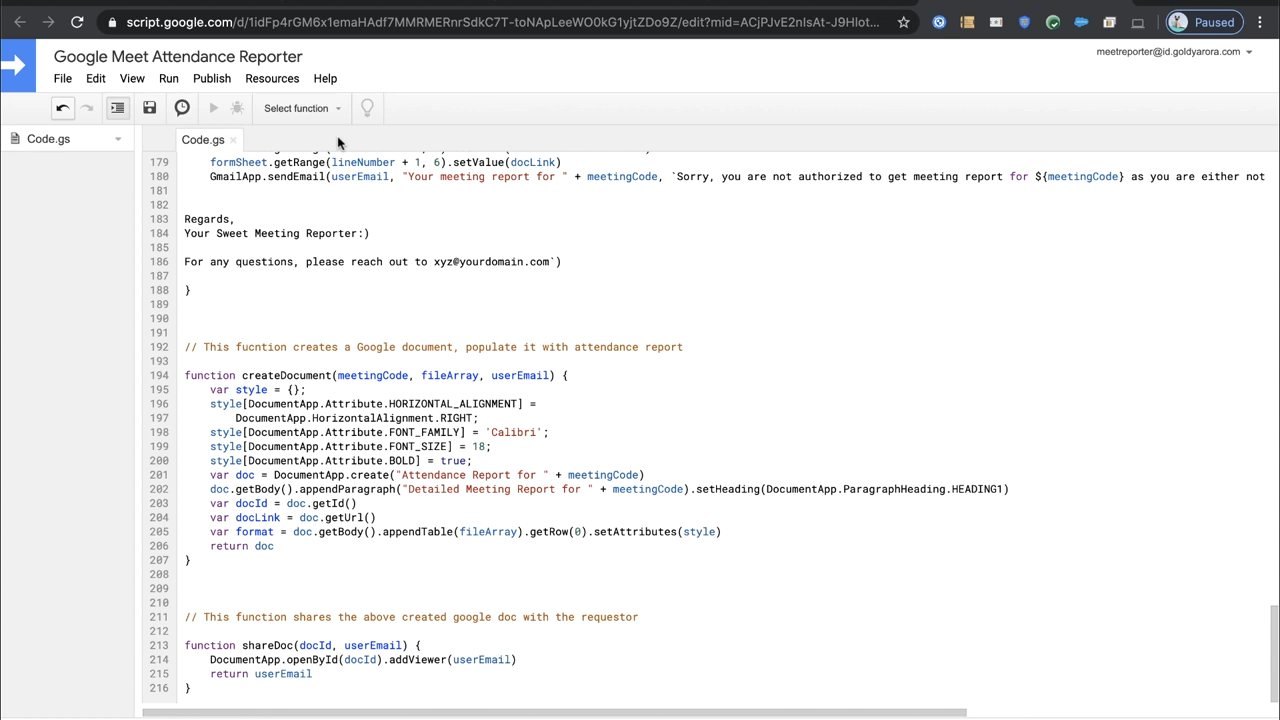 script.google.com/d/1idFp4rGM6x1emaHAdf7MMRMERnrSdkC7T-toNApLeeWO0kG1yjtZDo9Z/edit?mid=ACjPJvE2nIsAt-J9HIot...
Paused
Google Meet Attendance Reporter
meetreporter@id.goldyarora.com
File Edit View Run Publish Resources Help
Select function
Code.gs
Code.gs
179 formSheet.getRange(lineNumber + 1, 6).setValue(docLink)
180 GmailApp.sendEmail(userEmail, "Your meeting report for " + meetingCode, `Sorry, you are not authorized to get meeting report for ${meetingCode} as you are either not
181
182
183 Regards,
184 Your Sweet Meeting Reporter:)
185
186 For any questions, please reach out to xyz@yourdomain.com`)
187
188 }
189
190
191
192 // This fucntion creates a Google document, populate it with attendance report
193
194 function createDocument(meetingCode, fileArray, userEmail) {
195 var style = {};
196 style[DocumentApp.Attribute.HORIZONTAL_ALIGNMENT] =
197 DocumentApp.HorizontalAlignment.RIGHT;
198 style[DocumentApp.Attribute.FONT_FAMILY] = 'Calibri';
199 style[DocumentApp.Attribute.FONT_SIZE] = 18;
200 style[DocumentApp.Attribute.BOLD] = true;
201 var doc = DocumentApp.create("Attendance Report for " + meetingCode)
202 doc.getBody().appendParagraph("Detailed Meeting Report for " + meetingCode).setHeading(DocumentApp.ParagraphHeading.HEADING1)
203 var docId = doc.getId()
204 var docLink = doc.getUrl()
205 var format = doc.getBody().appendTable(fileArray).getRow(0).setAttributes(style)
206 return doc
207 }
208
209
210
211 // This function shares the above created google doc with the requestor
212
213 function shareDoc(docId, userEmail) {
214 DocumentApp.openById(docId).addViewer(userEmail)
215 return userEmail
216 }